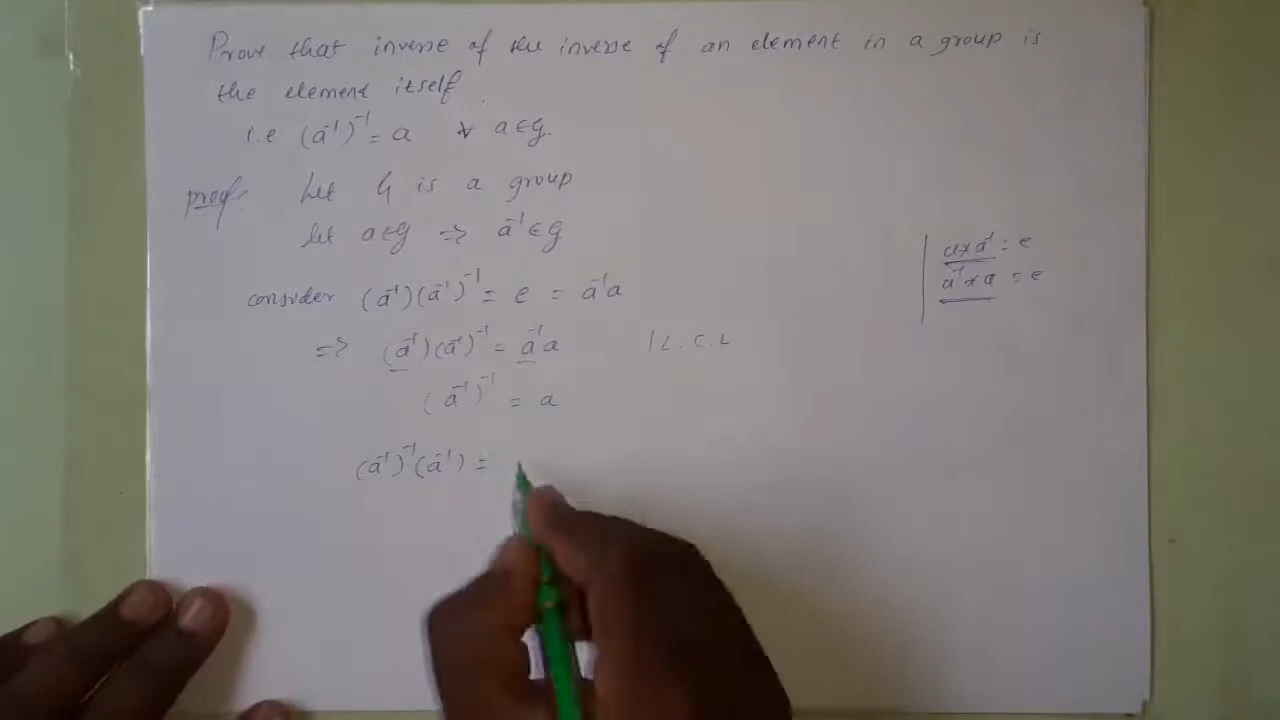 Prove that inverse of the inverse of an element in a group is
the element itself.
i.e (a⁻¹)⁻¹ = a ∀ a∈G.
proof: Let G is a group
let a∈G => a⁻¹∈G
consider (a⁻¹)(a⁻¹)⁻¹ = e = a⁻¹a
=> (a⁻¹)(a⁻¹)⁻¹ = a⁻¹a | L.C.L
(a⁻¹)⁻¹ = a
(a⁻¹)⁻¹(a⁻¹) =
a*a⁻¹ = e
a⁻¹*a = e